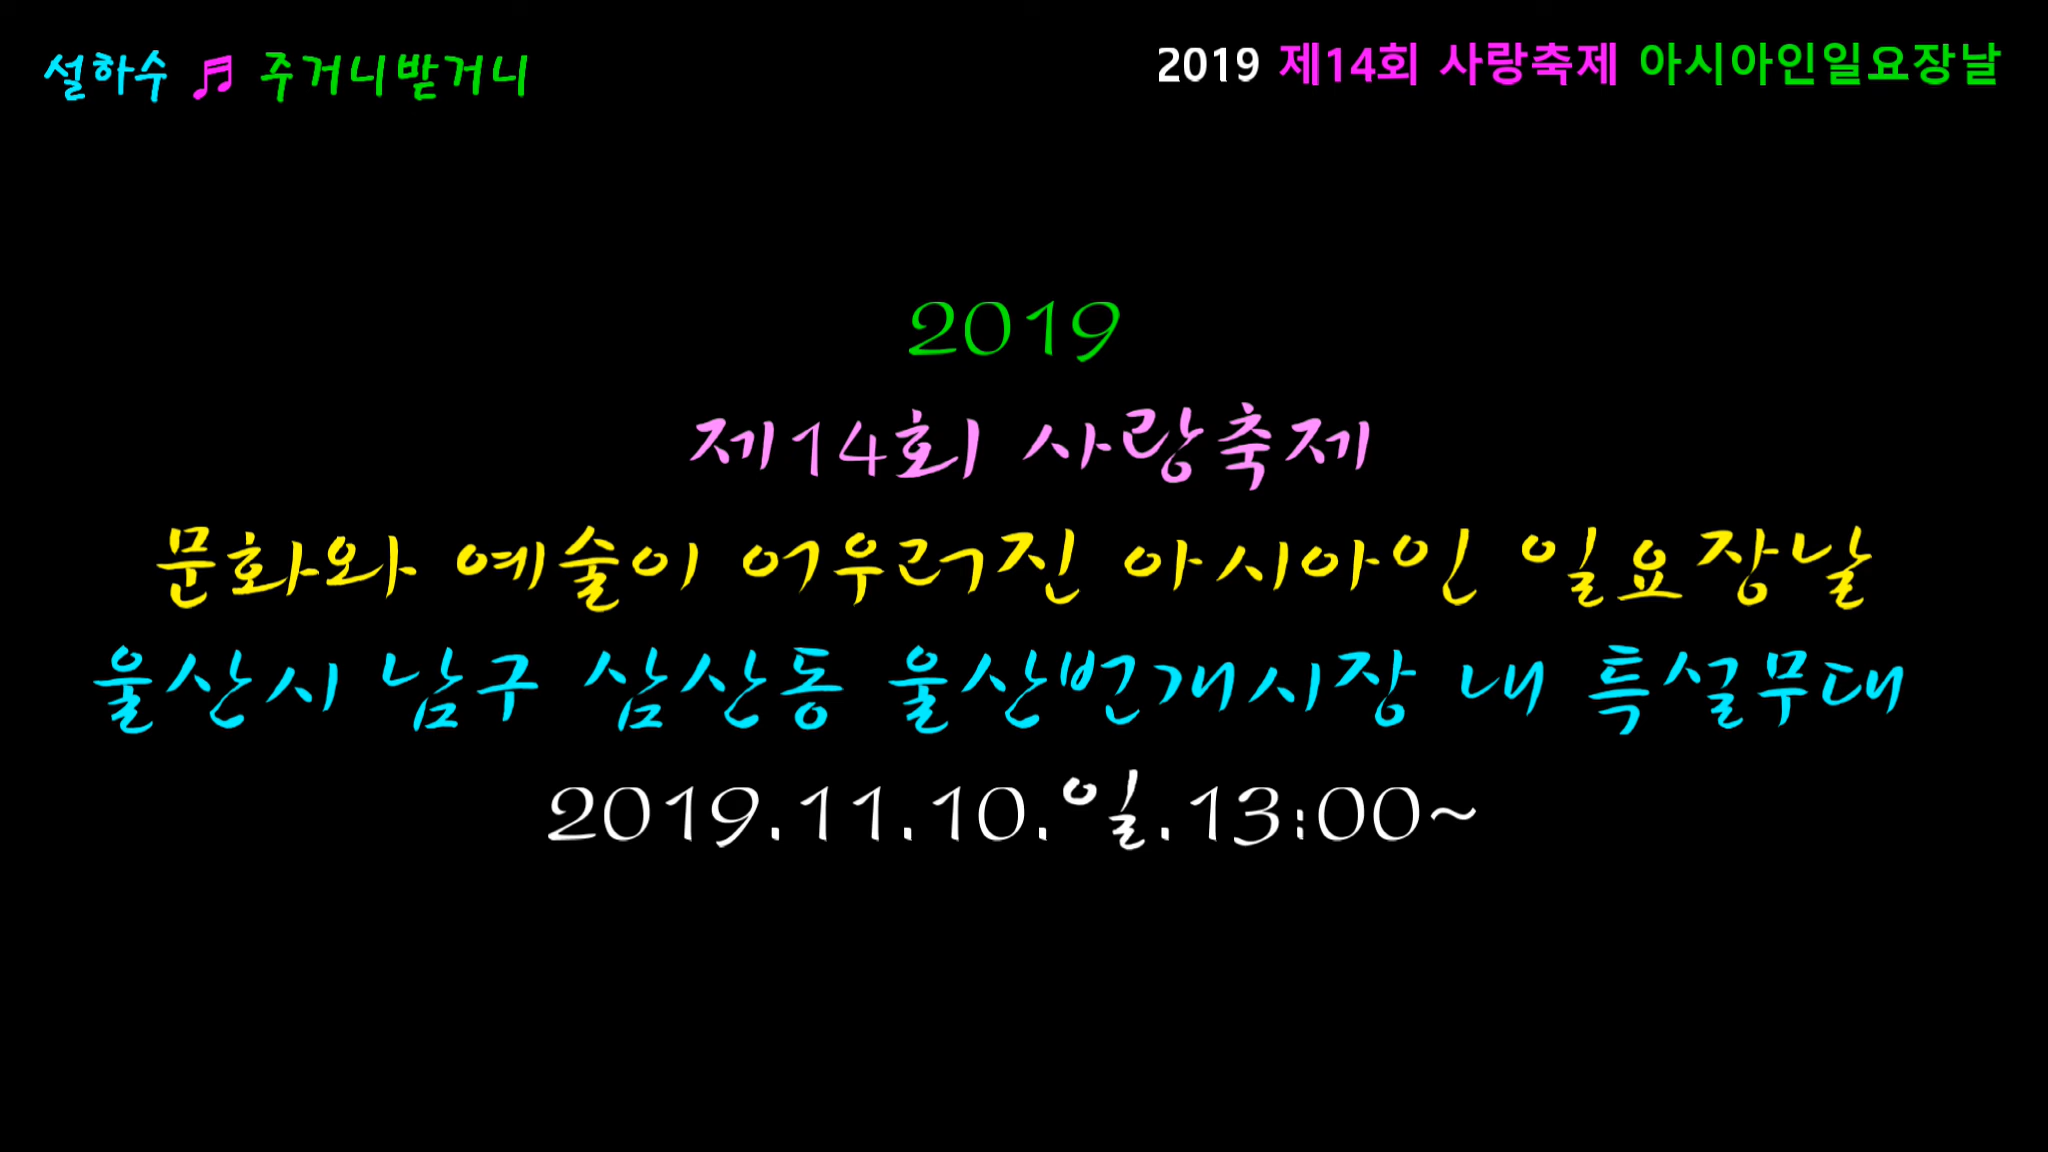 설하수 🎵 주거니받거니
2019 제14회 사랑축제 아시아인일요장날
2019
제14회 사랑축제
문화와 예술이 어우러진 아시아인 일요장날
울산시 남구 삼산동 울산번개시장 내 특설무대
2019.11.10.일.13:00~